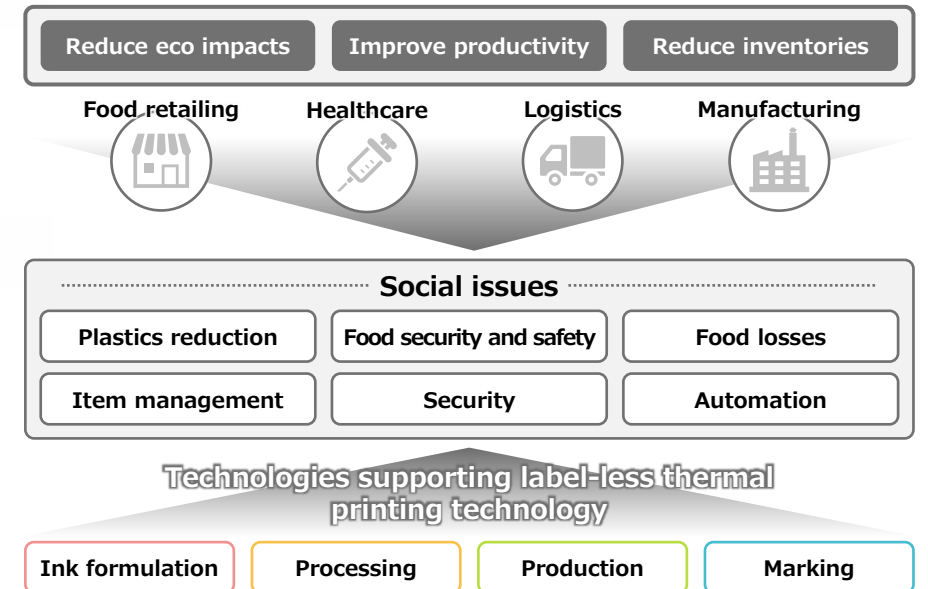 Reduce eco impacts
Improve productivity
Reduce inventories
Food retailing
Healthcare
Logistics
Manufacturing
Social issues
Plastics reduction
Food security and safety
Food losses
Item management
Security
Automation
Technologies supporting label-less thermal
printing technology
Ink formulation
Processing
Production
Marking